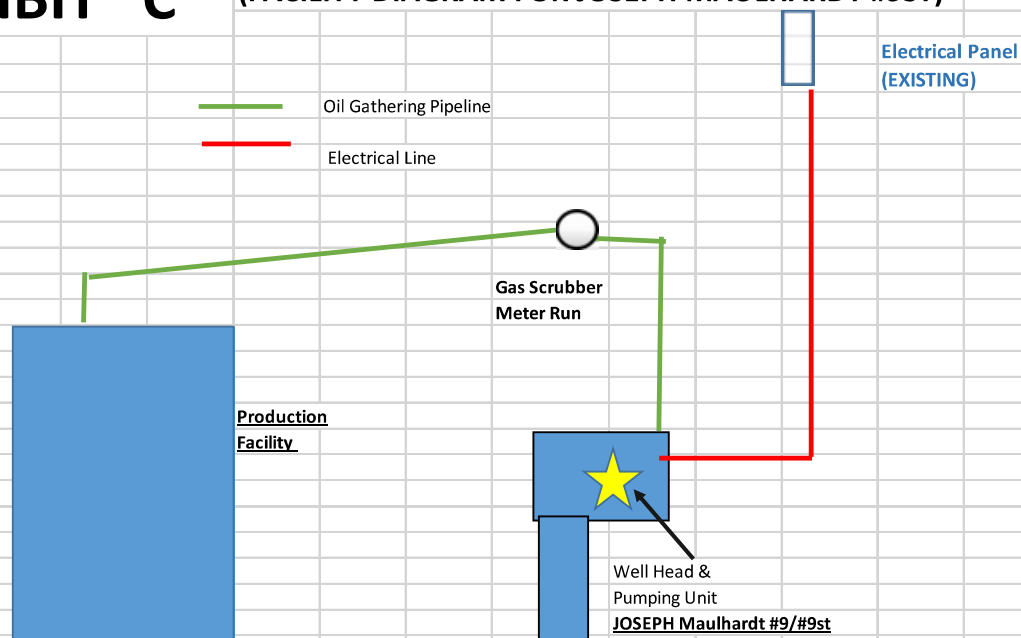 C
Electrical Panel
(EXISTING)
Oil Gathering Pipeline
Electrical Line
Gas Scrubber
Meter Run
Production
Facility
Well Head &
Pumping Unit
JOSEPH Maulhardt #9/#9st